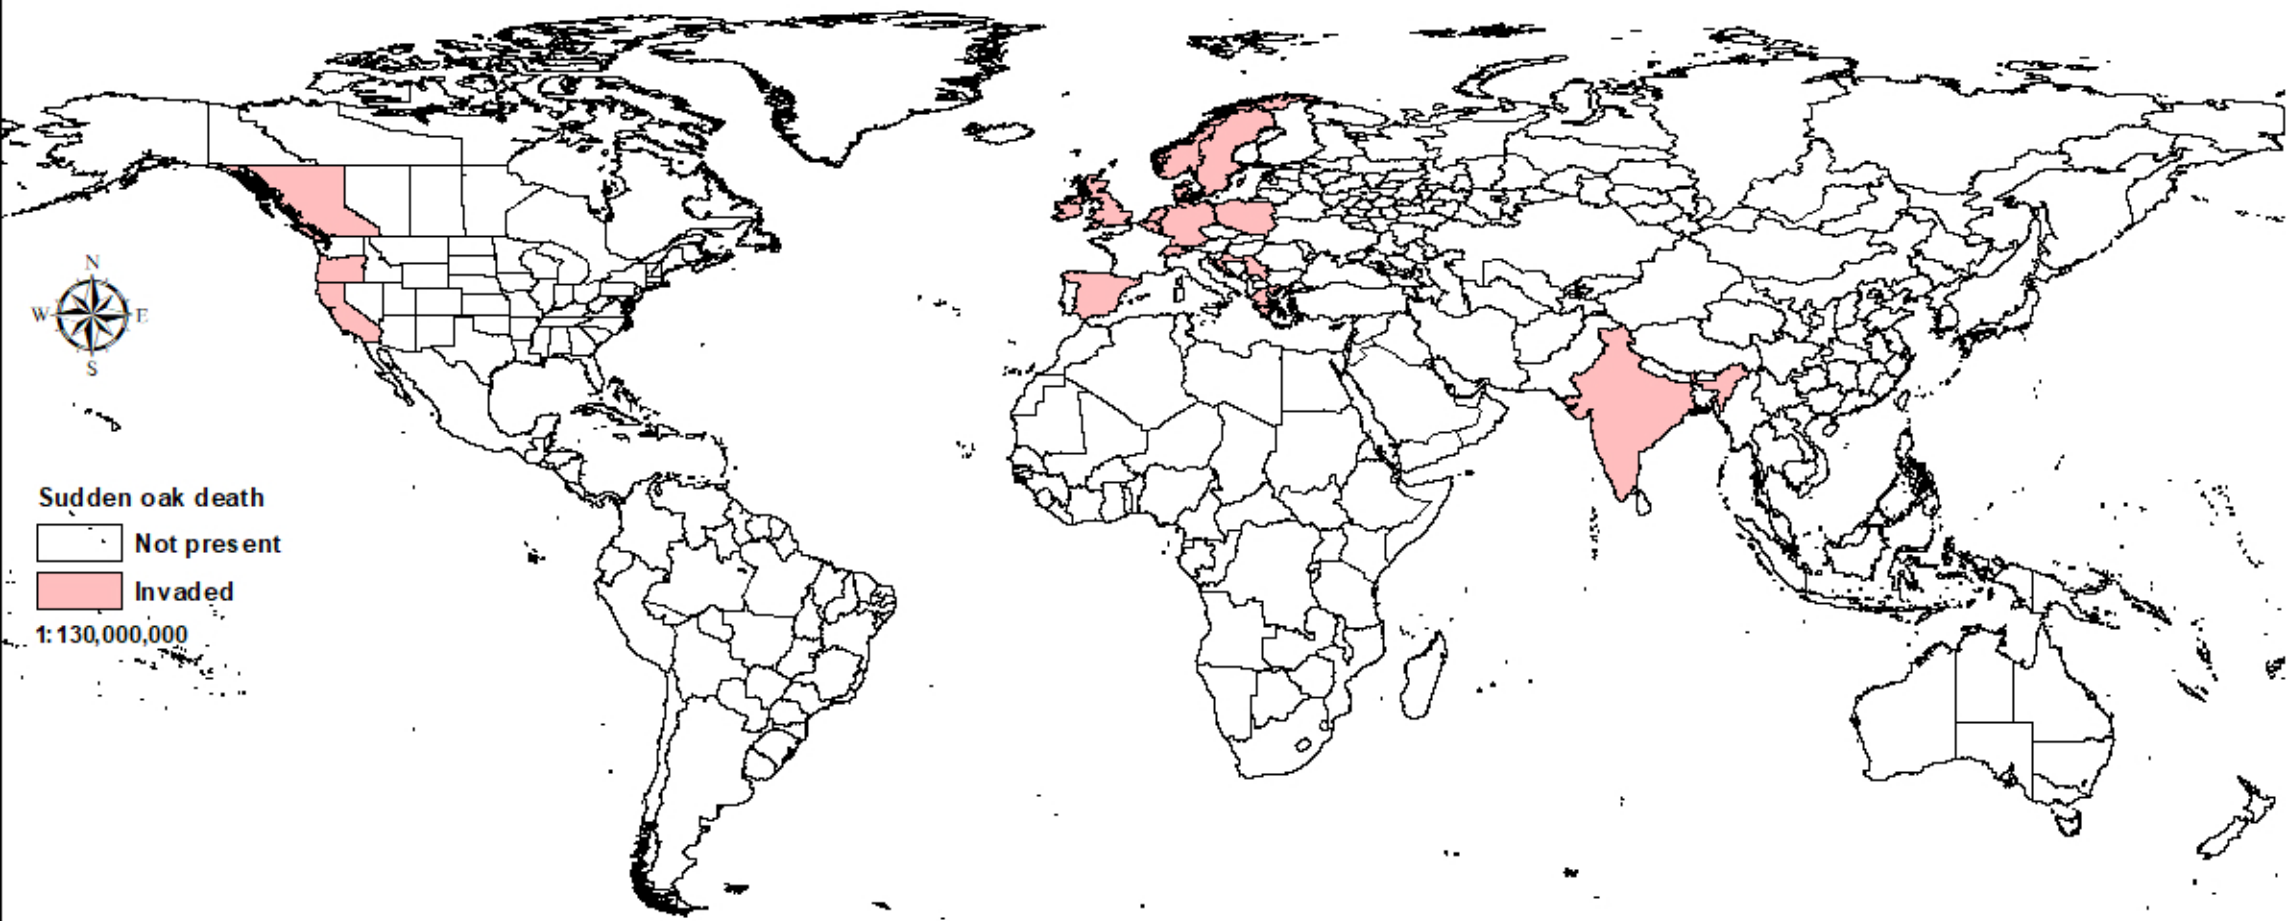 N
W E
S
Sudden oak death
Not present
Invaded
1:130,000,000